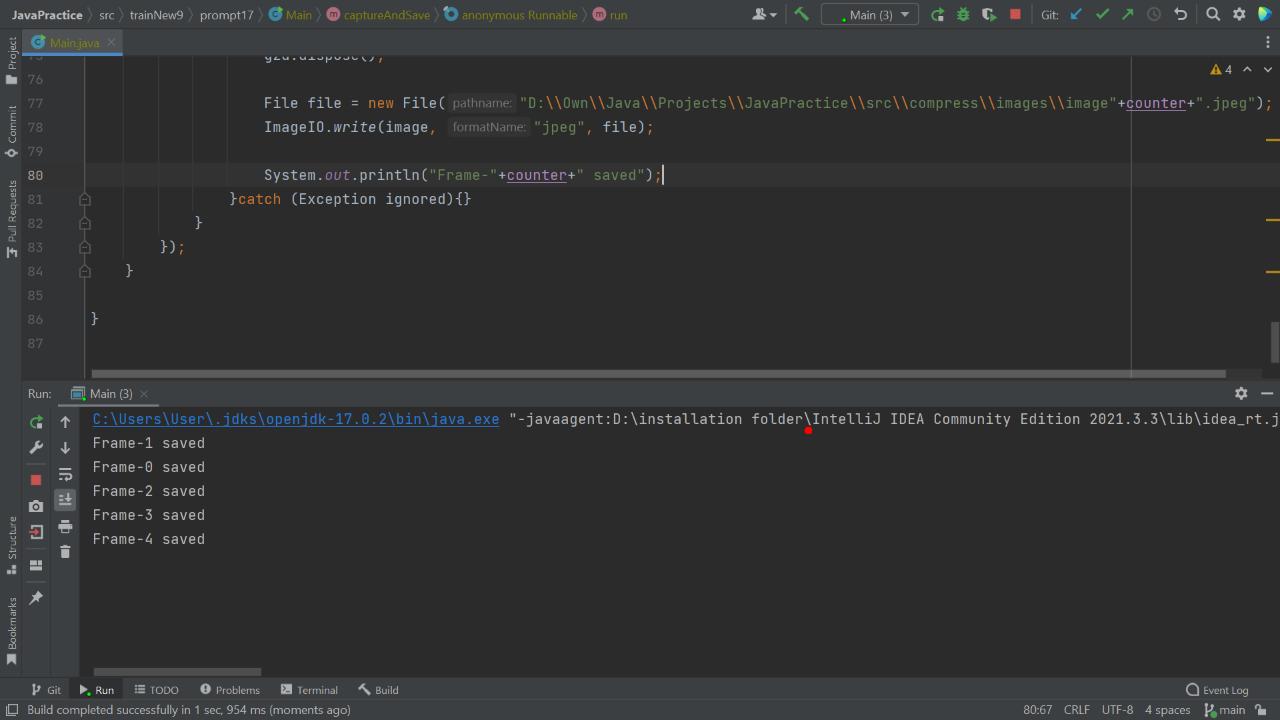 JavaPractice src trainNew9 prompt17 Main captureAndSave anonymous Runnable run Main (3) Git:
Main.java
4
Project
Commit
Pull Requests
Structure
Bookmarks
75 gzd.dispose();
76
77 File file = new File( pathname: "D:\\Own\\Java\\Projects\\JavaPractice\\src\\compress\\images\\image"+counter+".jpeg");
78 ImageIO.write(image, formatName: "jpeg", file);
79
80 System.out.println("Frame-"+counter+" saved");
81 }catch (Exception ignored){}
82 }
83 });
84 }
85
86 }
87
Run: Main (3)
C:\Users\User\.jdks\openjdk-17.0.2\bin\java.exe "-javaagent:D:\installation folder\IntelliJ IDEA Community Edition 2021.3.3\lib\idea_rt.j
Frame-1 saved
Frame-0 saved
Frame-2 saved
Frame-3 saved
Frame-4 saved
Git Run TODO Problems Terminal Build Event Log
Build completed successfully in 1 sec, 954 ms (moments ago) 80:67 CRLF UTF-8 4 spaces main